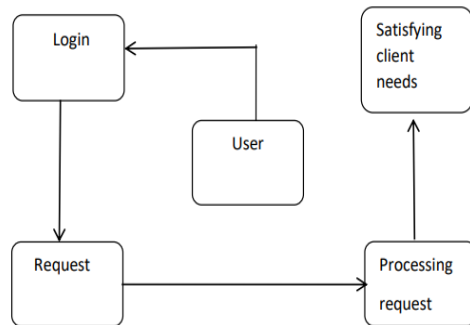 Login
Satisfying
client
needs
User
Request
Processing
request